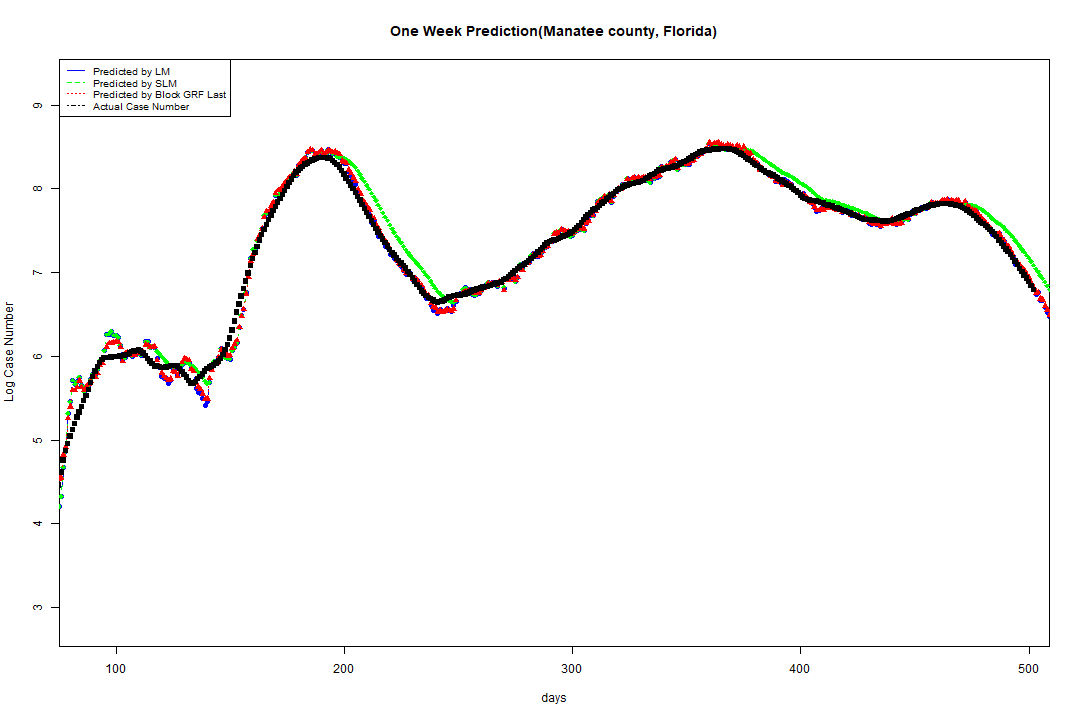 One Week Prediction(Manatee county, Florida)
Predicted by LM
Predicted by SLM
Predicted by Block GRF Last
Actual Case Number
9
8
7
6
5
4
3
Log Case Number
100 200 300 400 500
days